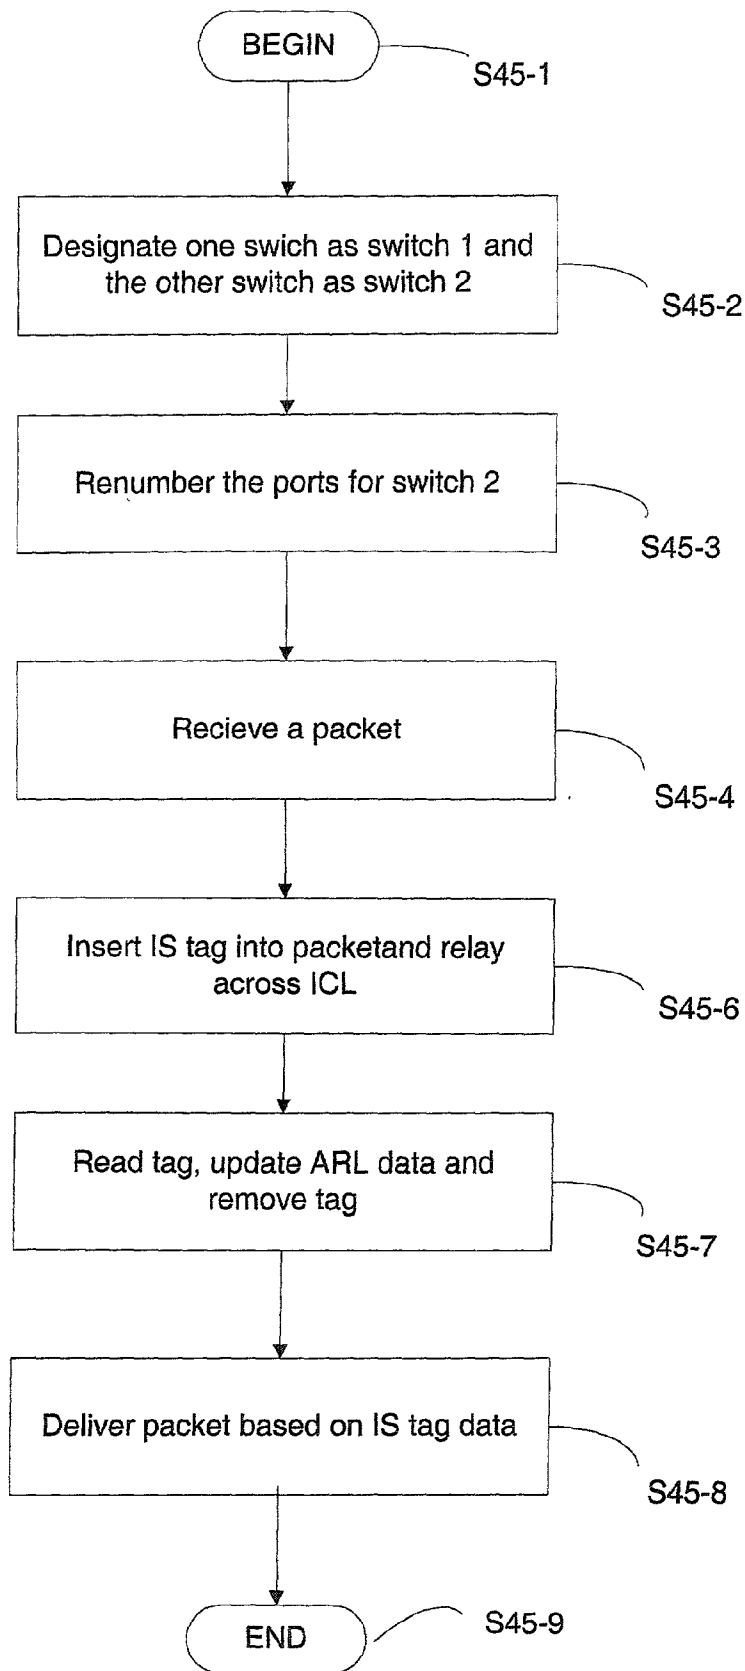 BEGIN
S45-1
Designate one swich as switch 1 and
the other switch as switch 2
S45-2
Renumber the ports for switch 2
S45-3
Recieve a packet
S45-4
Insert IS tag into packetand relay
across ICL
S45-6
Read tag, update ARL data and
remove tag
S45-7
Deliver packet based on IS tag data
S45-8
END
S45-9